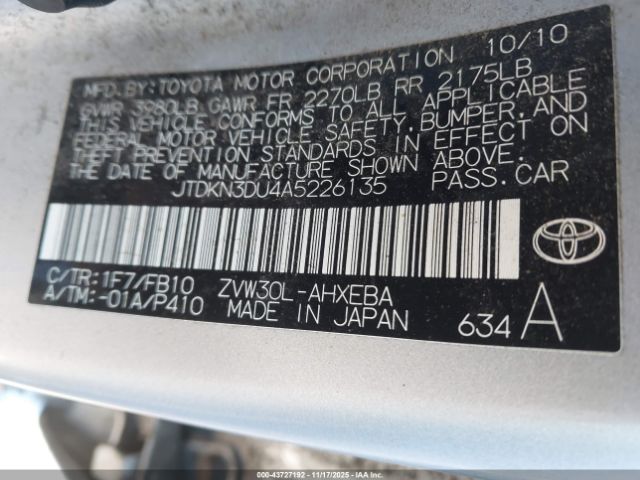 MFD.BY:TOYOTA MOTOR CORPORATION 10/10
GVWR 3980LB GAWR FR 2270LB RR 2175LB
THIS VEHICLE CONFORMS TO ALL APPLICABLE
FEDERAL MOTOR VEHICLE SAFETY,BUMPER,AND
THEFT PREVENTION STANDARDS IN EFFECT ON
THE DATE OF MANUFACTURE SHOWN ABOVE.
JTDKN3DU4A5226135 PASS.CAR
C/TR:1F7/FB10 ZVW30L-AHXEBA
A/TM:-01A/P410 MADE IN JAPAN 634 A
000-43727192 - 11/17/2025 - IAAI.COM